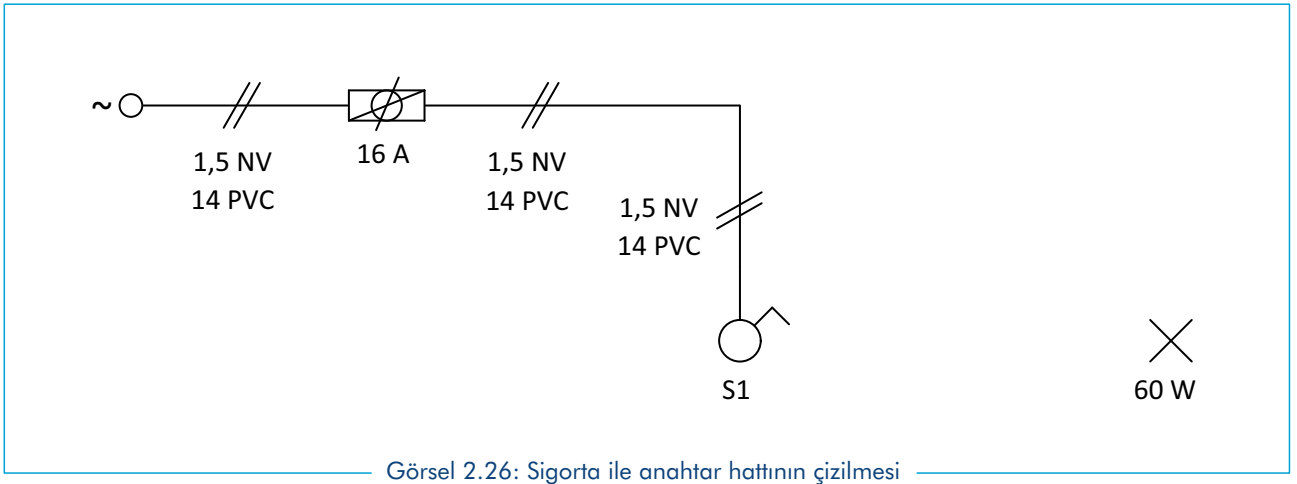 ~
1,5 NV
14 PVC
16 A
1,5 NV
14 PVC
1,5 NV
14 PVC
S1
60 W
Görsel 2.26: Sigorta ile anahtar hattının çizilmesi